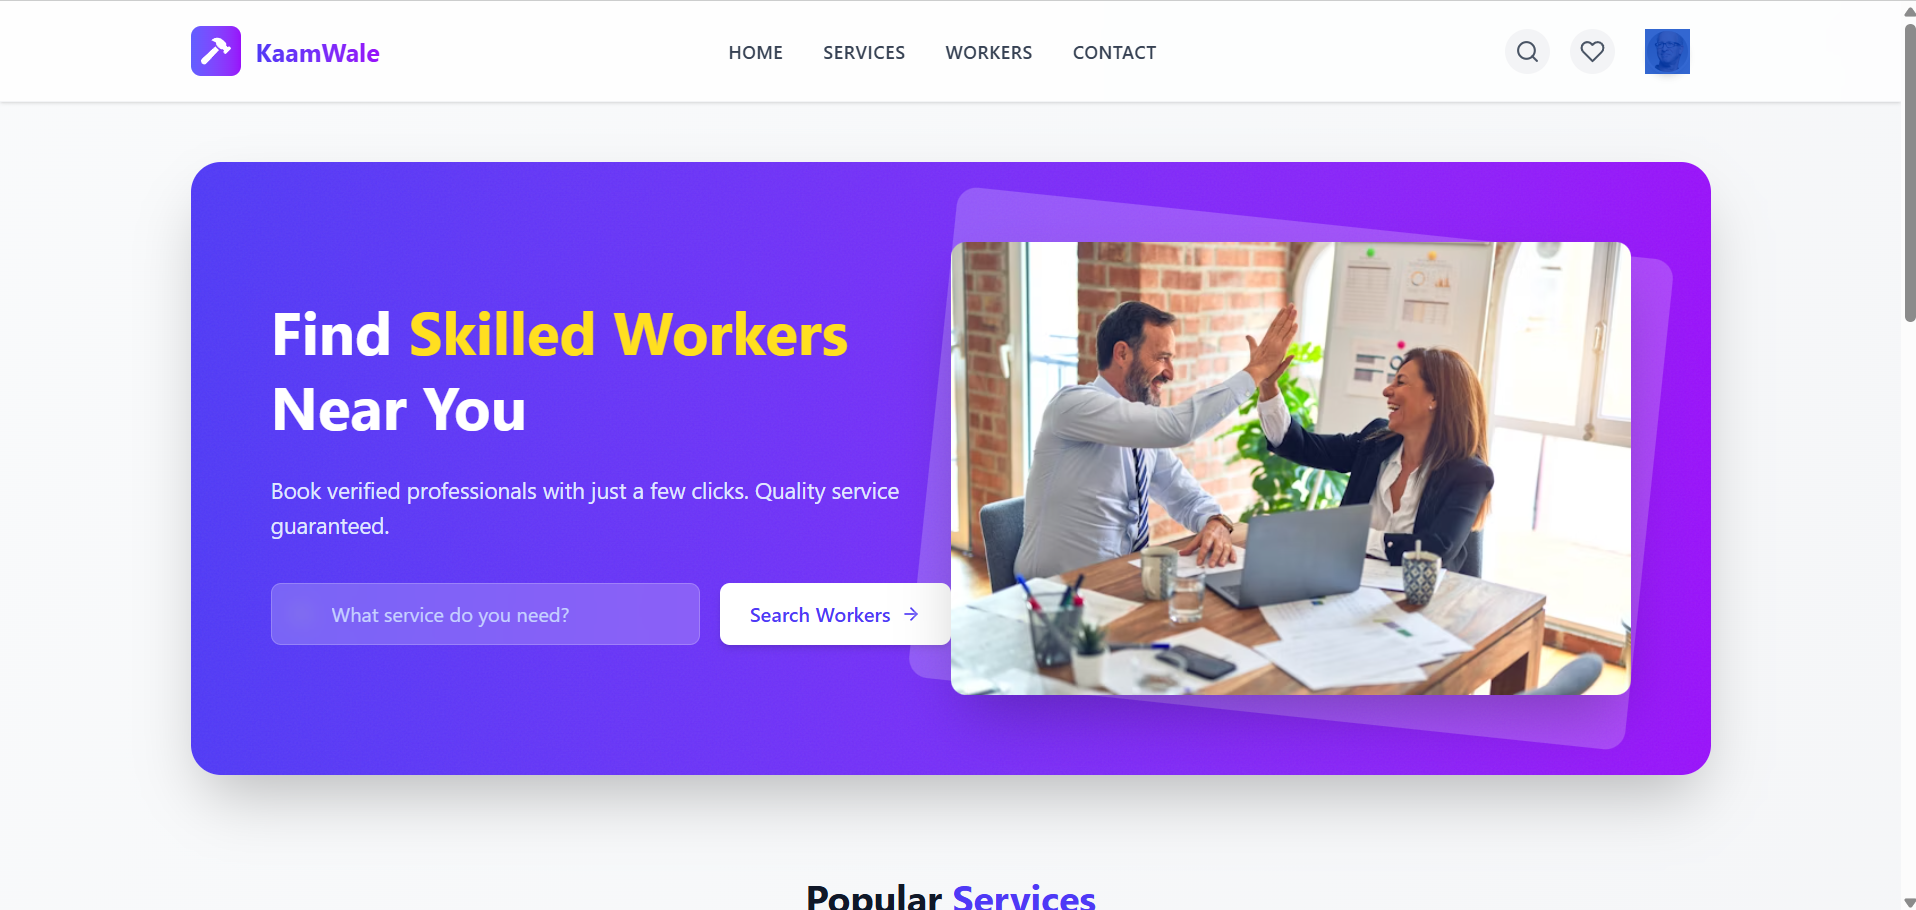 KaamWale
HOME SERVICES WORKERS CONTACT
Find Skilled Workers
Near You
Book verified professionals with just a few clicks. Quality service
guaranteed.
What service do you need?
Search Workers →
Popular Services